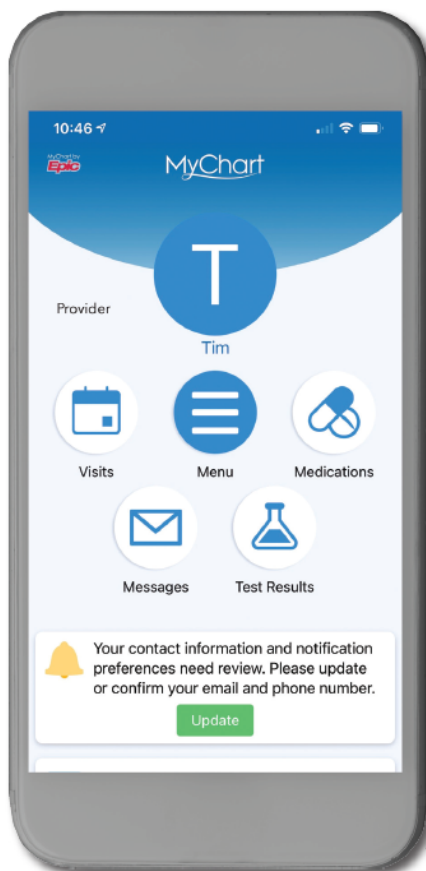 10:46
MyChart by
Epic
MyChart
T
Provider
Tim
Visits
Menu
Medications
Messages
Test Results
Your contact information and notification
preferences need review. Please update
or confirm your email and phone number.
Update